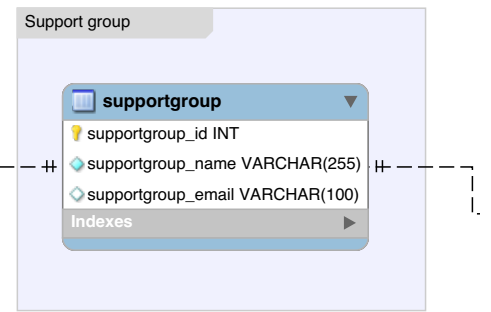 Support group
supportgroup
supportgroup_id INT
supportgroup_name VARCHAR(255)
supportgroup_email VARCHAR(100)
Indexes